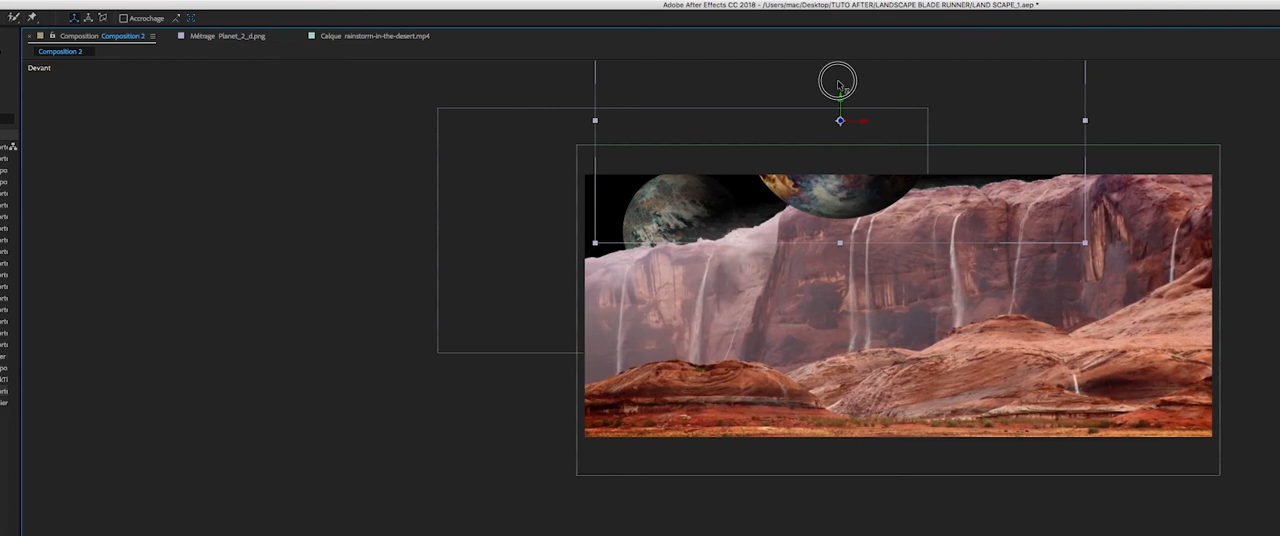 Adobe After Effects CC 2018 - /Users/mac/Desktop/TUTO AFTER/LANDSCAPE BLADE RUNNER/LAND SCAPE_1.aep *
Accrochage
Composition Composition 2
Métrage Planet_2_d.png
Calque rainstorm-in-the-desert.mp4
Composition 2
Devant